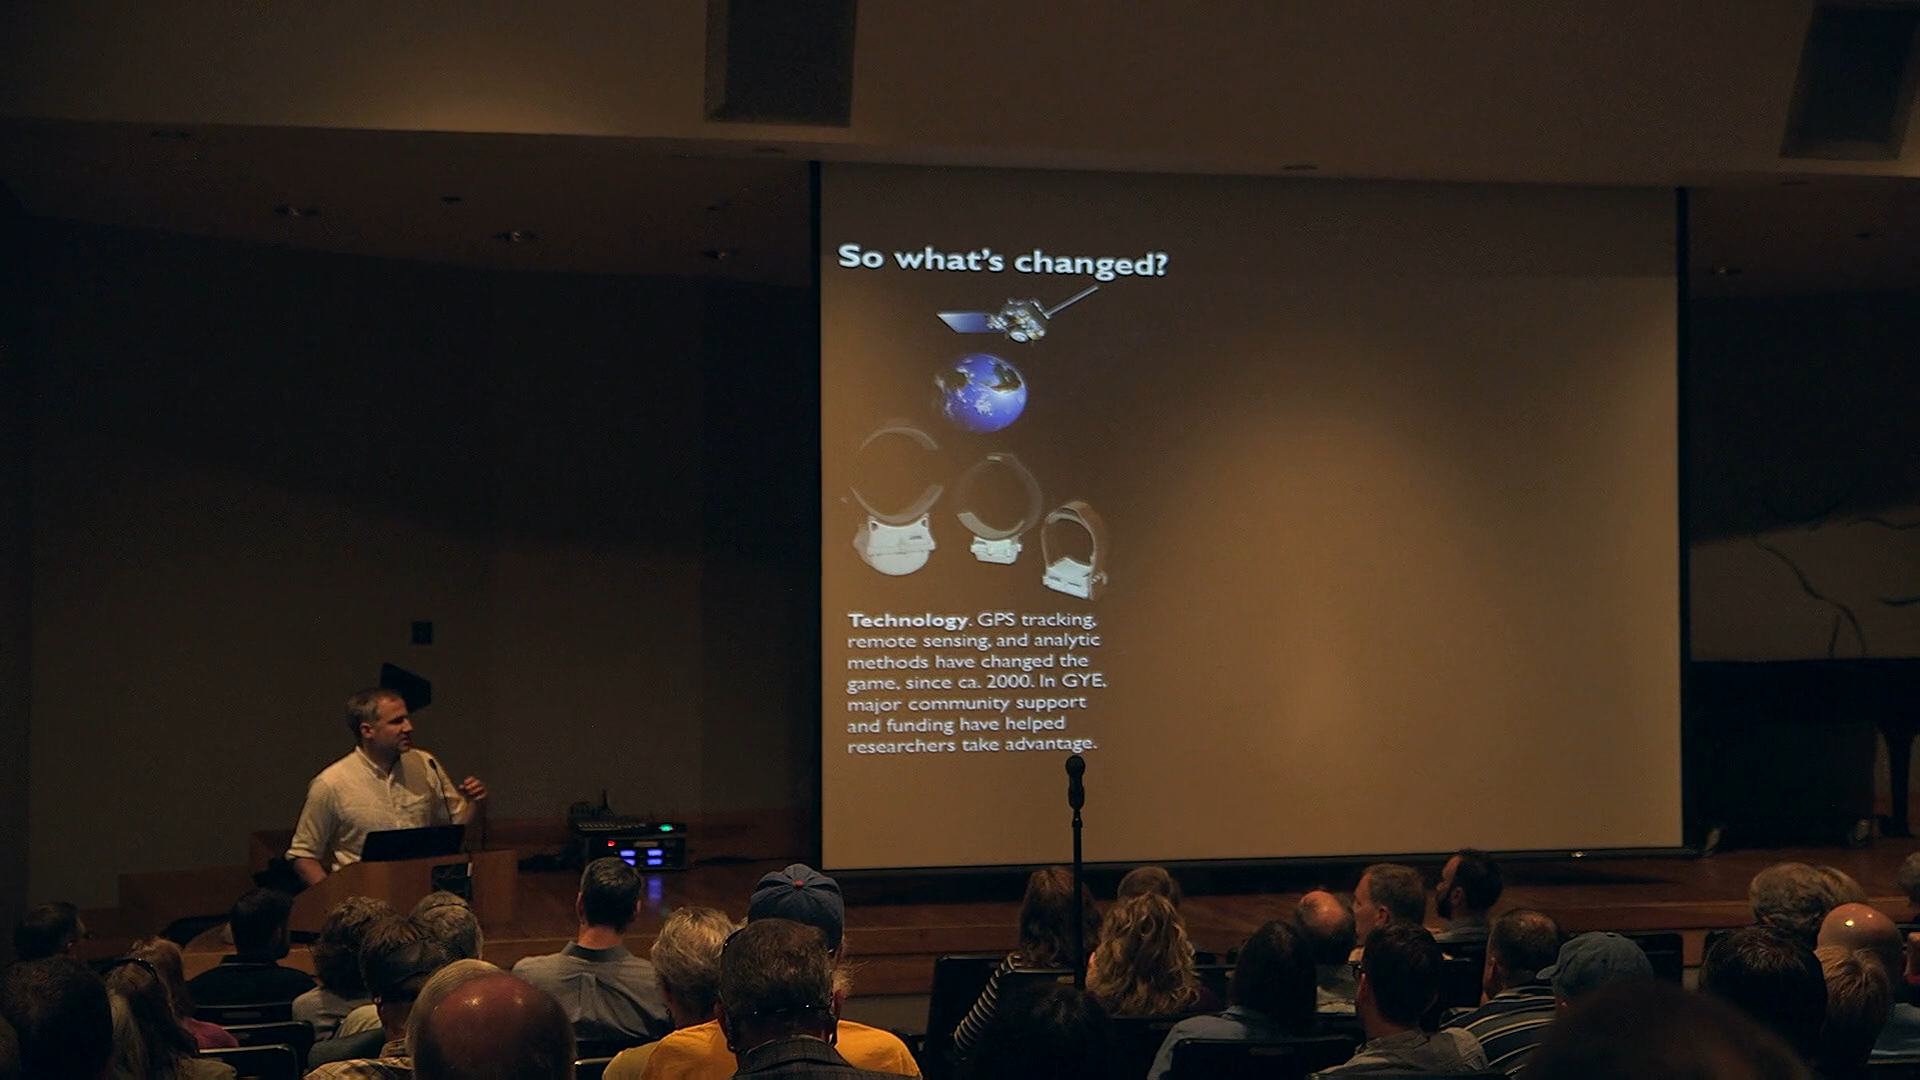 So what's changed?
Technology. GPS tracking,
remote sensing, and analytic
methods have changed the
game, since ca. 2000. In GYE,
major community support
and funding have helped
researchers take advantage.